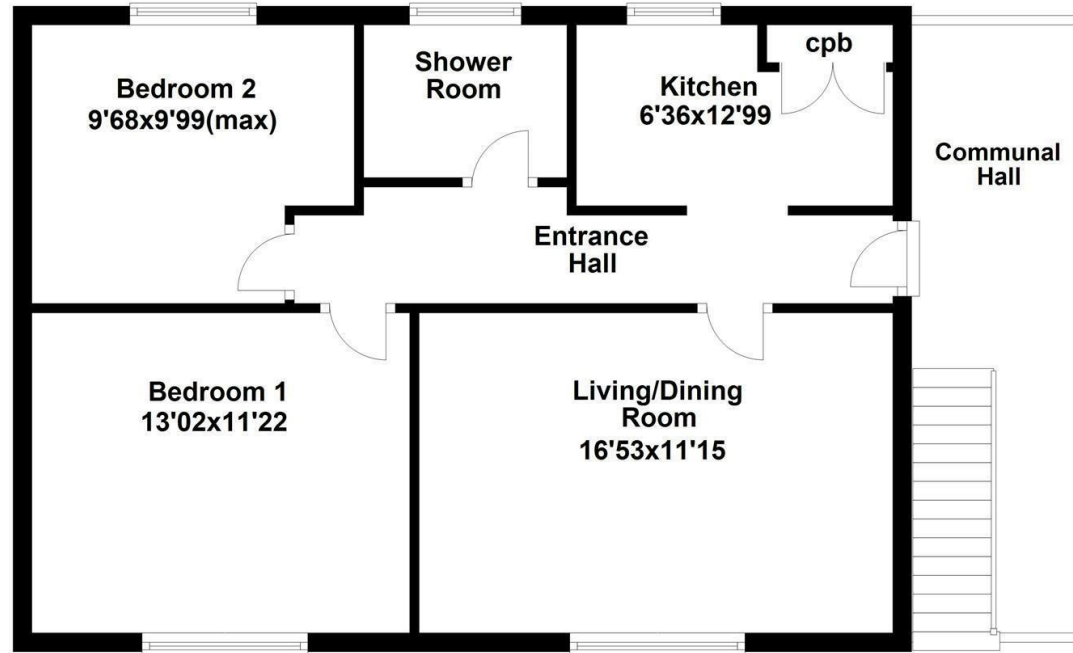 Bedroom 2
9'68x9'99(max)
Shower
Room
Kitchen
6'36x12'99
cpb
Communal
Hall
Entrance
Hall
Bedroom 1
13'02x11'22
Living/Dining
Room
16'53x11'15